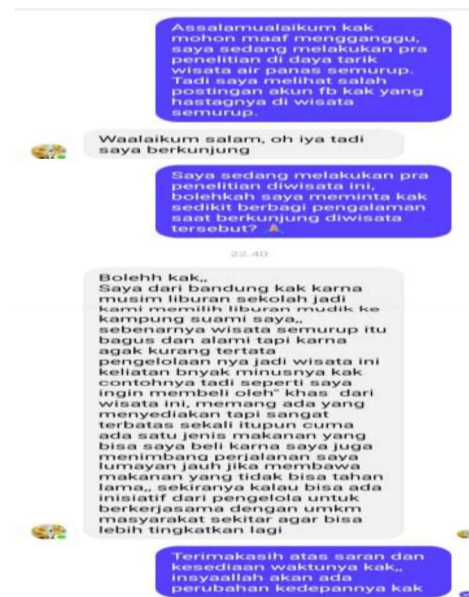 Assalamualaikum kak
mohon maaf mengganggu,
saya sedang melakukan pra
penelitian di daya tarik
wisata air panas semurup.
Tadi saya melihat salah
postingan akun fb kak yang
hastagnya di wisata
semurup.
Waalaikum salam, oh iya tadi
saya berkunjung
Saya sedang melakukan pra
penelitian diwisata ini,
bolehkah saya meminta kak
sedikit berbagi pengalaman
saat berkunjung diwisata
tersebut? 🙏
22.40
Bolehh kak,,
Saya dari bandung kak karna
musim liburan sekolah jadi
kami memilih liburan mudik ke
kampung suami saya,,
sebenarnya wisata semurup itu
bagus dan alami tapi karna
agak kurang tertata
pengelolaan nya jadi wisata ini
keliatan bnyak minusnya kak
contohnya tadi seperti saya
ingin membeli oleh" khas dari
wisata ini, memang ada yang
menyediakan tapi sangat
terbatas sekali itupun cuma
ada satu jenis makanan yang
bisa saya beli karna saya juga
menimbang perjalanan saya
lumayan jauh jika membawa
makanan yang tidak bisa tahan
lama,, sekiranya kalau bisa ada
inisiatif dari pengelola untuk
berkerjasama dengan umkm
masyarakat sekitar agar bisa
lebih tingkatkan lagi
Terimakasih atas saran dan
kesediaan waktunya kak,,
insyaallah akan ada
perubahan kedepannya kak